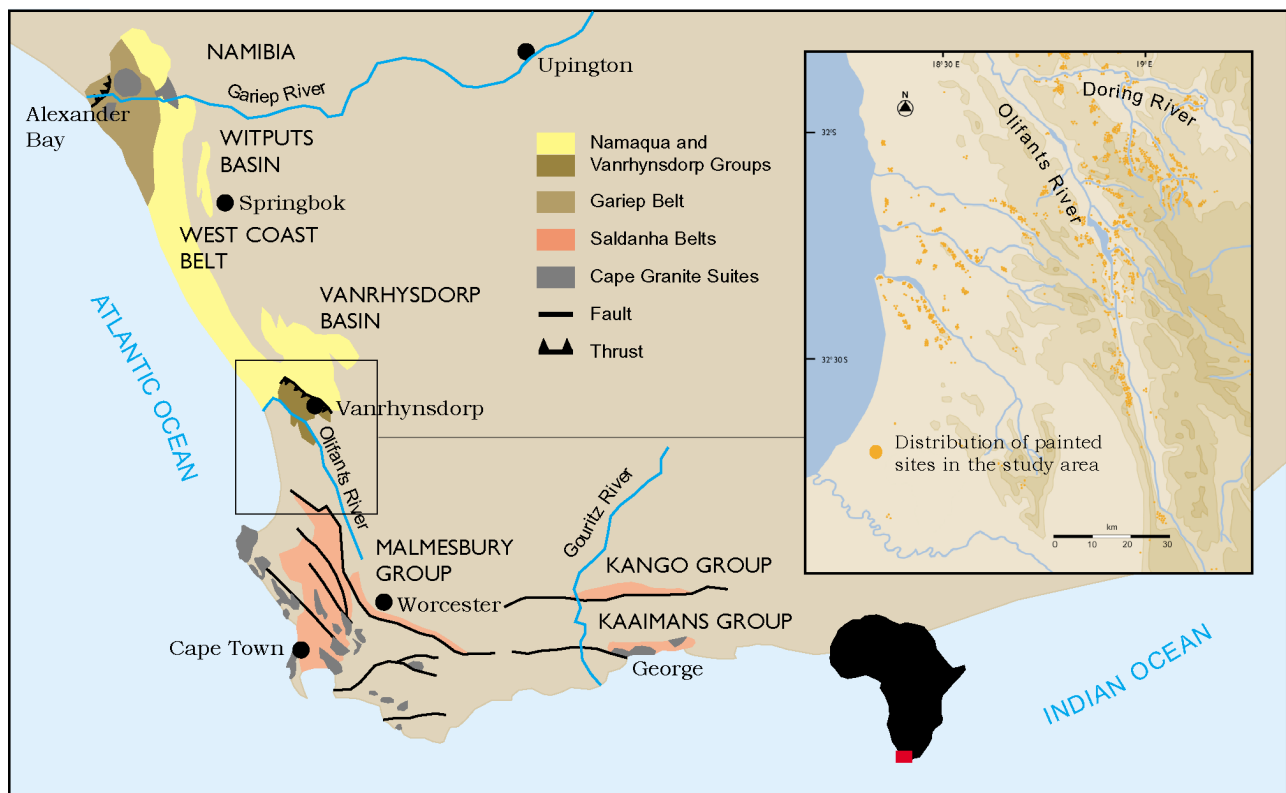 NAMIBIA
Upington
Gariep River
Alexander
Bay
WITPUTS
BASIN
Springbok
WEST COAST
BELT
VANRHYSDORP
BASIN
ATLANTIC OCEAN
Vanrhynsdorp
Olifants River
MALMESBURY
GROUP
Worcester
Cape Town
Gouritz River
KANGO GROUP
KAAIMANS GROUP
George
INDIAN OCEAN
Namaqua and
Vanrhynsdorp Groups
Gariep Belt
Saldanha Belts
Cape Granite Suites
Fault
Thrust
18°30 E
19°E
N
32°S
32°30S
Olifants River
Doring River
Distribution of painted
sites in the study area
km
0 10 20 30